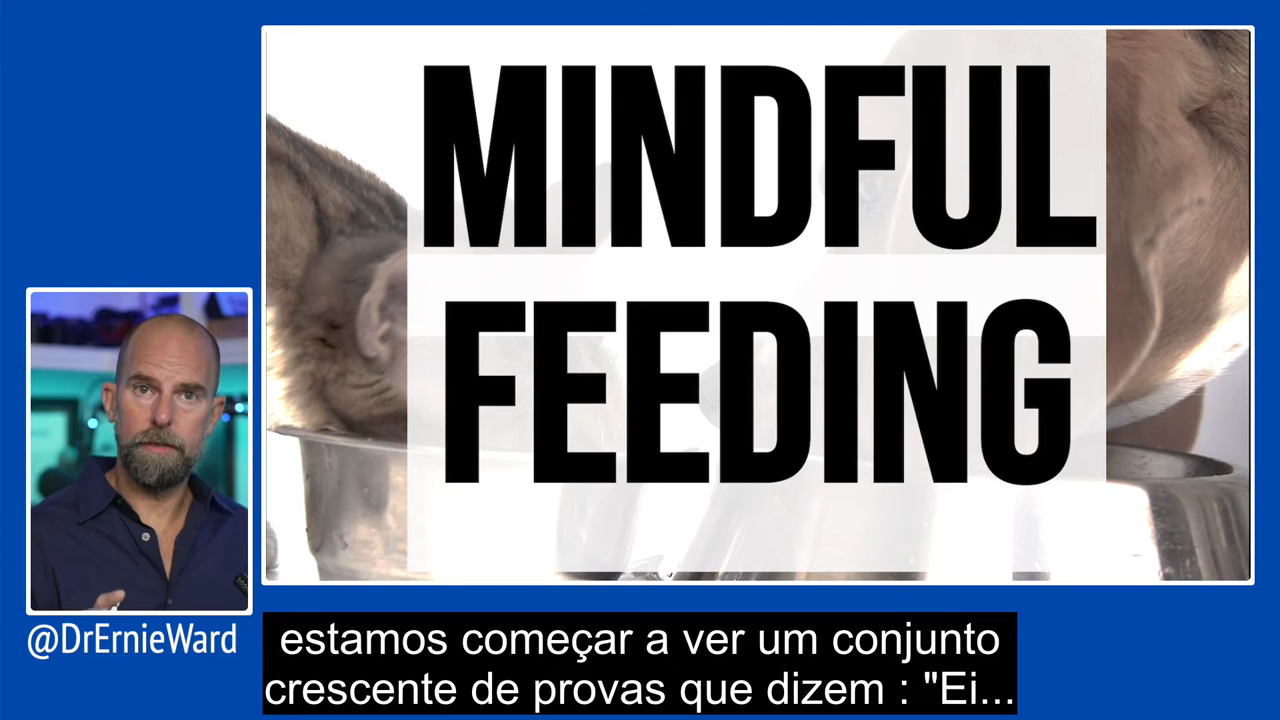 MINDFUL
FEEDING
@DrErnieWard
estamos começar a ver um conjunto
crescente de provas que dizem : "Ei...